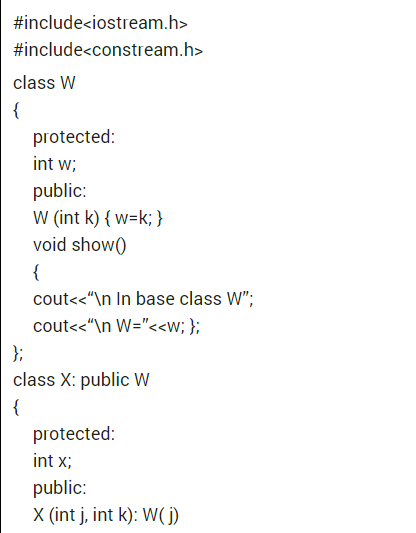 #include<iostream.h>
#include<constream.h>
class W
{
protected:
int w;
public:
W (int k) { w=k; }
void show()
{
cout<<“\n In base class W”;
cout<<“\n W=”<<w; };
};
class X: public W
{
protected:
int x;
public:
X (int j, int k): W( j)